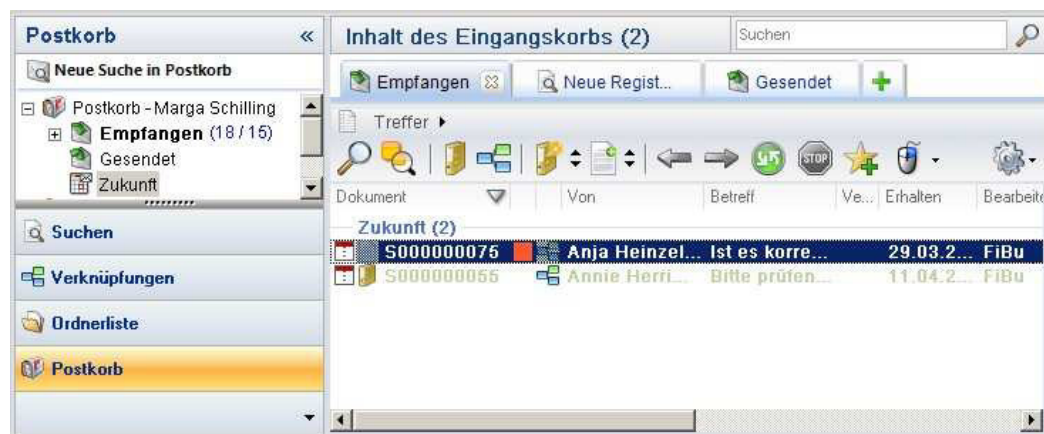 Postkorb «
Neue Suche in Postkorb
Postkorb - Marga Schilling
Empfangen (18 / 15)
Gesendet
Zukunft
Suchen
Verknüpfungen
Ordnerliste
Postkorb
Inhalt des Eingangskorbs (2)
Suchen
Empfangen Neue Regist... Gesendet
Treffer
STOP
Dokument Von Betreff Ve... Erhalten Bearbeite
Zukunft (2)
S000000075 Anja Heinzel... Ist es korre... 29.03.2... FiBu
S000000055 Annie Herri... Bitte prüfen... 11.04.2... FiBu